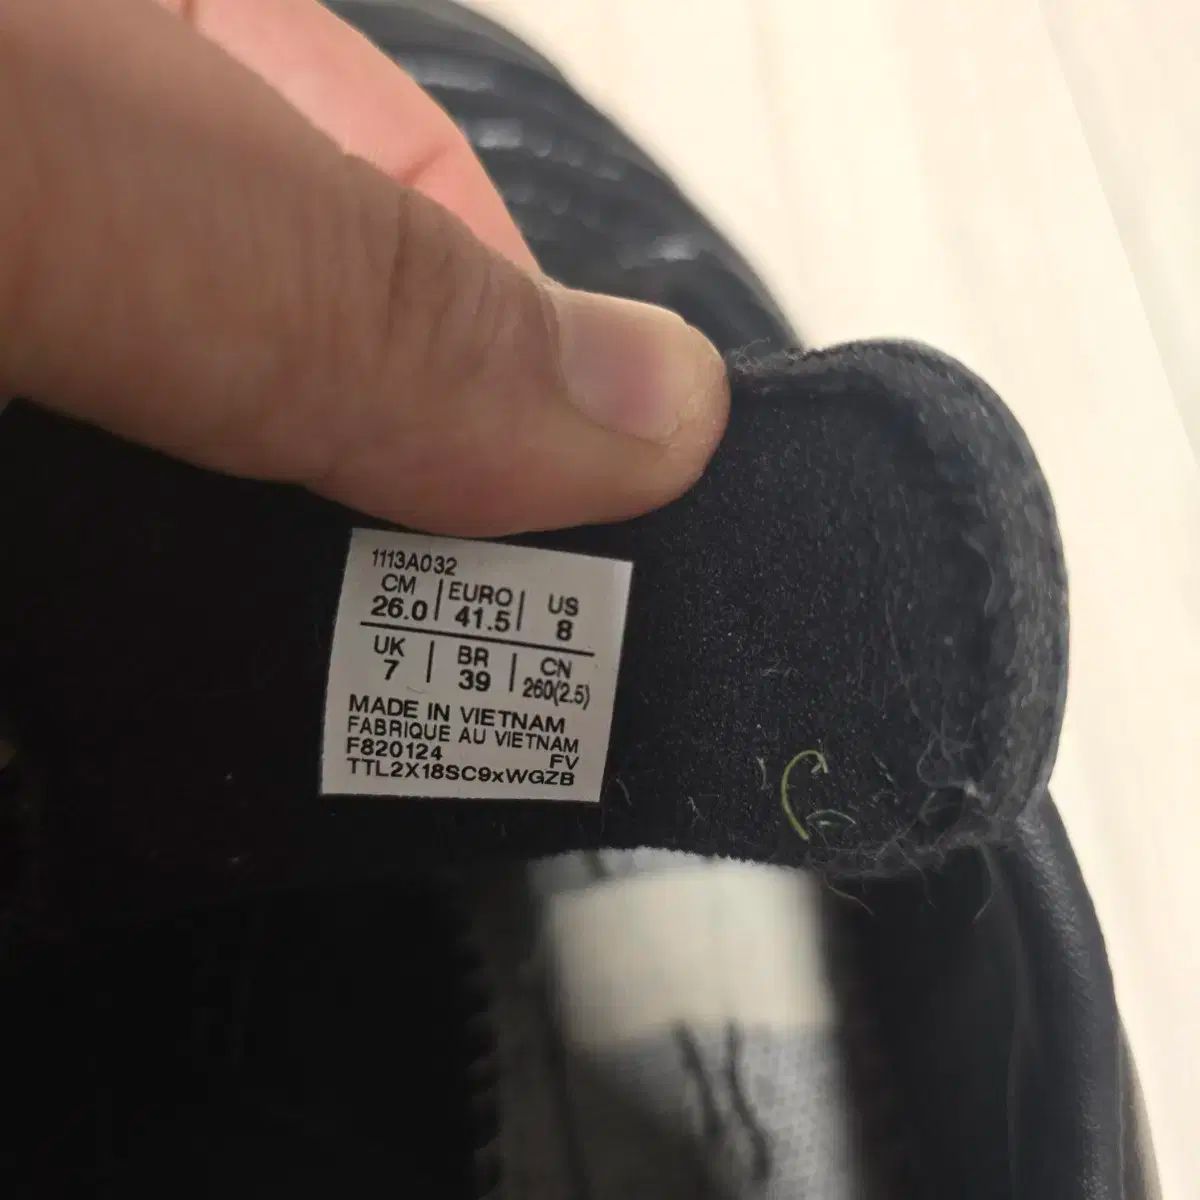 1113A032
CM | EURO | US
26.0 | 41.5 | 8
UK | BR | CN
7 | 39 | 260(2.5)
MADE IN VIETNAM
FABRIQUE AU VIETNAM
F820124 FV
TTL2X18SC9xWGZB